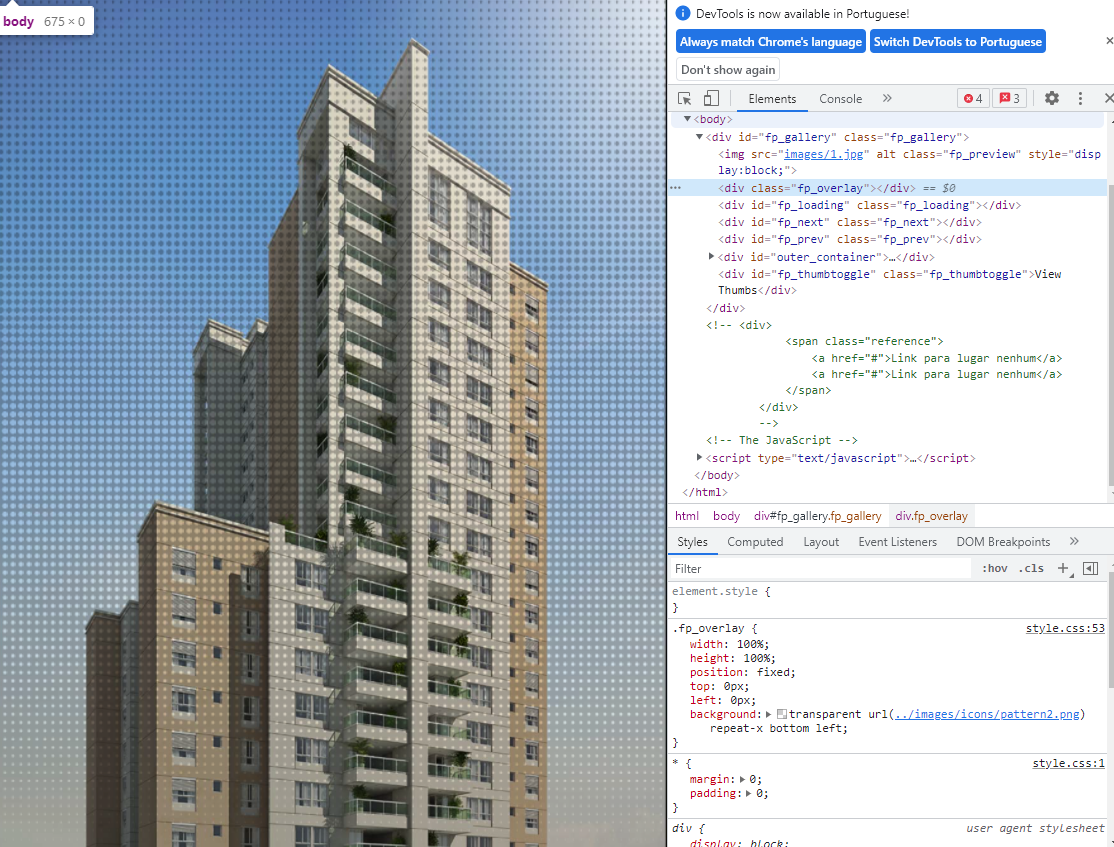 body 675 × 0
DevTools is now available in Portuguese!
Always match Chrome's language Switch DevTools to Portuguese
Don't show again
Elements Console 4 3
<body>
<div id="fp_gallery" class="fp_gallery">
<img src="images/1.jpg" alt class="fp_preview" style="disp
lay:block;">
<div class="fp_overlay"></div> == $0
<div id="fp_loading" class="fp_loading"></div>
<div id="fp_next" class="fp_next"></div>
<div id="fp_prev" class="fp_prev"></div>
<div id="outer_container">…</div>
<div id="fp_thumbtoggle" class="fp_thumbtoggle">View
Thumbs</div>
</div>
<!-- <div>
<span class="reference">
<a href="#">Link para lugar nenhum</a>
<a href="#">Link para lugar nenhum</a>
</span>
</div>
-->
<!-- The JavaScript -->
<script type="text/javascript">…</script>
</body>
</html>
html body div#fp_gallery.fp_gallery div.fp_overlay
Styles Computed Layout Event Listeners DOM Breakpoints
Filter :hov .cls
element.style {
}
.fp_overlay { style.css:53
width: 100%;
height: 100%;
position: fixed;
top: 0px;
left: 0px;
background: transparent url(../images/icons/pattern2.png)
repeat-x bottom left;
}
* { style.css:1
margin: 0;
padding: 0;
}
div { user agent stylesheet
display: block;